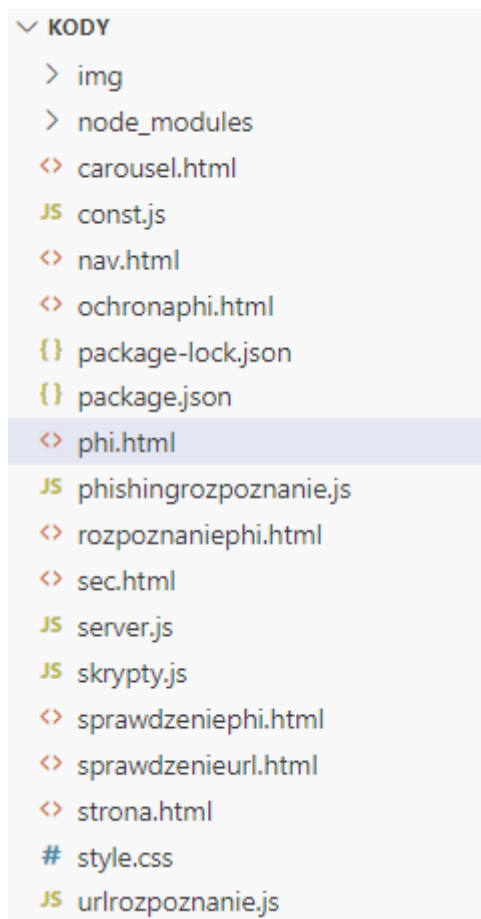 KODY
img
node_modules
<> carousel.html
JS const.js
<> nav.html
<> ochronaphi.html
{} package-lock.json
{} package.json
<> phi.html
JS phishingrozpoznanie.js
<> rozpoznaniephi.html
<> sec.html
JS server.js
JS skrypty.js
<> sprawdzeniephi.html
<> sprawdzenieurl.html
<> strona.html
# style.css
JS urlrozpoznanie.js